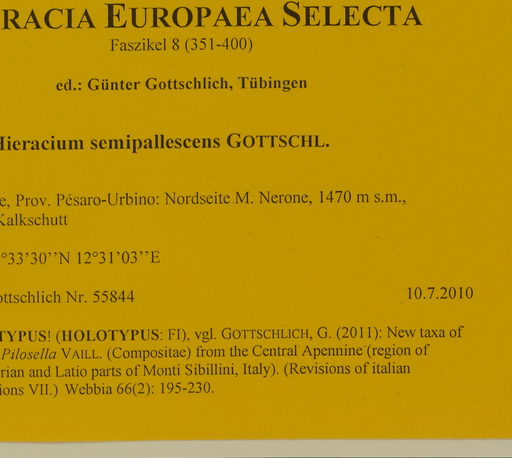 RACIA EUROPAEA SELECTA
Faszikel 8 (351-400)
ed.: Günter Gottschlich, Tübingen
Hieracium semipallescens GOTTSCHL.
e, Prov. Pésaro-Urbino: Nordseite M. Nerone, 1470 m s.m.,
Kalkschutt
°33'30''N 12°31'03''E
ottschlich Nr. 55844 10.7.2010
TYPUS! (HOLOTYPUS: FI), vgl. GOTTSCHLICH, G. (2011): New taxa of
Pilosella VAILL. (Compositae) from the Central Apennine (region of
rian and Latio parts of Monti Sibillini, Italy). (Revisions of italian
ions VII.) Webbia 66(2): 195-230.